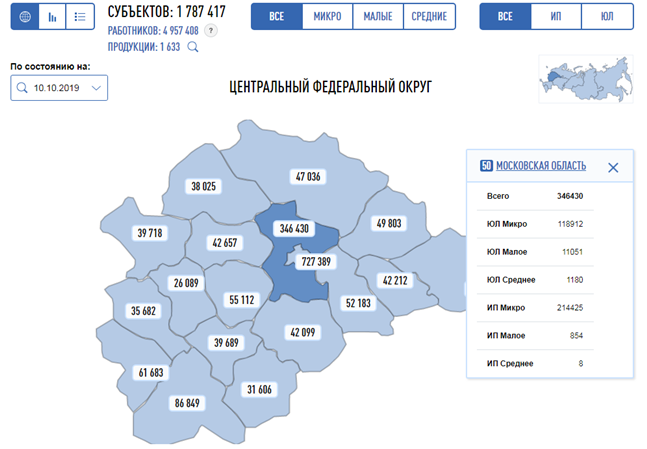 СУБЪЕКТОВ: 1 787 417
РАБОТНИКОВ: 4 957 408 ?
ПРОДУКЦИИ: 1 633
ВСЕ МИКРО МАЛЫЕ СРЕДНИЕ
ВСЕ ИП ЮЛ
По состоянию на:
10.10.2019
ЦЕНТРАЛЬНЫЙ ФЕДЕРАЛЬНЫЙ ОКРУГ
47 036
38 025
49 803
346 430
39 718
42 657
727 389
26 089
42 212
55 112
52 183
35 682
42 099
39 689
61 683
31 606
86 849
50 МОСКОВСКАЯ ОБЛАСТЬ
Всего 346430
ЮЛ Микро 118912
ЮЛ Малое 11051
ЮЛ Среднее 1180
ИП Микро 214425
ИП Малое 854
ИП Среднее 8